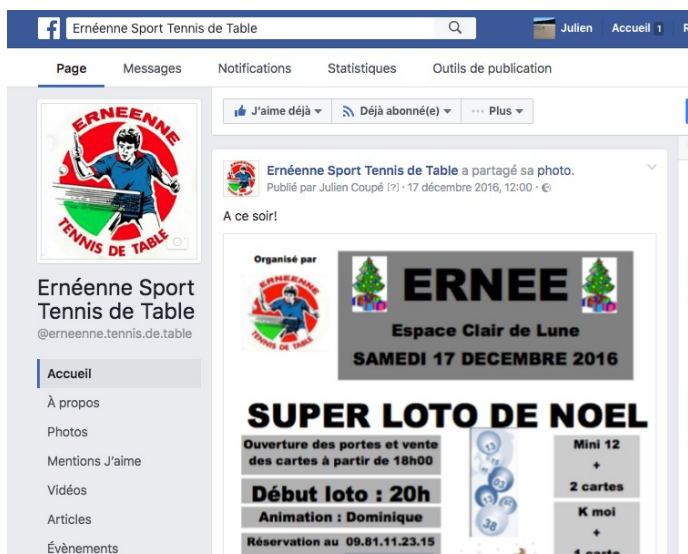 Ernéenne Sport Tennis de Table
Julien
Accueil 1
Page
Messages
Notifications
Statistiques
Outils de publication
ERNEENNE
TENNIS DE TABLE
J'aime déjà
Déjà abonné(e)
Plus
Ernéenne Sport Tennis de Table a partagé sa photo.
Publié par Julien Coupé [?] · 17 décembre 2016, 12:00 ·
A ce soir!
Ernéenne Sport
Tennis de Table
@erneenne.tennis.de.table
Accueil
À propos
Photos
Mentions J'aime
Vidéos
Articles
Évènements
Organisé par
ERNEENNE
TENNIS DE TABLE
ERNEE
Espace Clair de Lune
SAMEDI 17 DECEMBRE 2016
SUPER LOTO DE NOEL
Ouverture des portes et vente
des cartes à partir de 18h00
Début loto : 20h
Animation : Dominique
Réservation au 09.81.11.23.15
13
03
38
Mini 12
+
2 cartes
K moi
+
1 carte